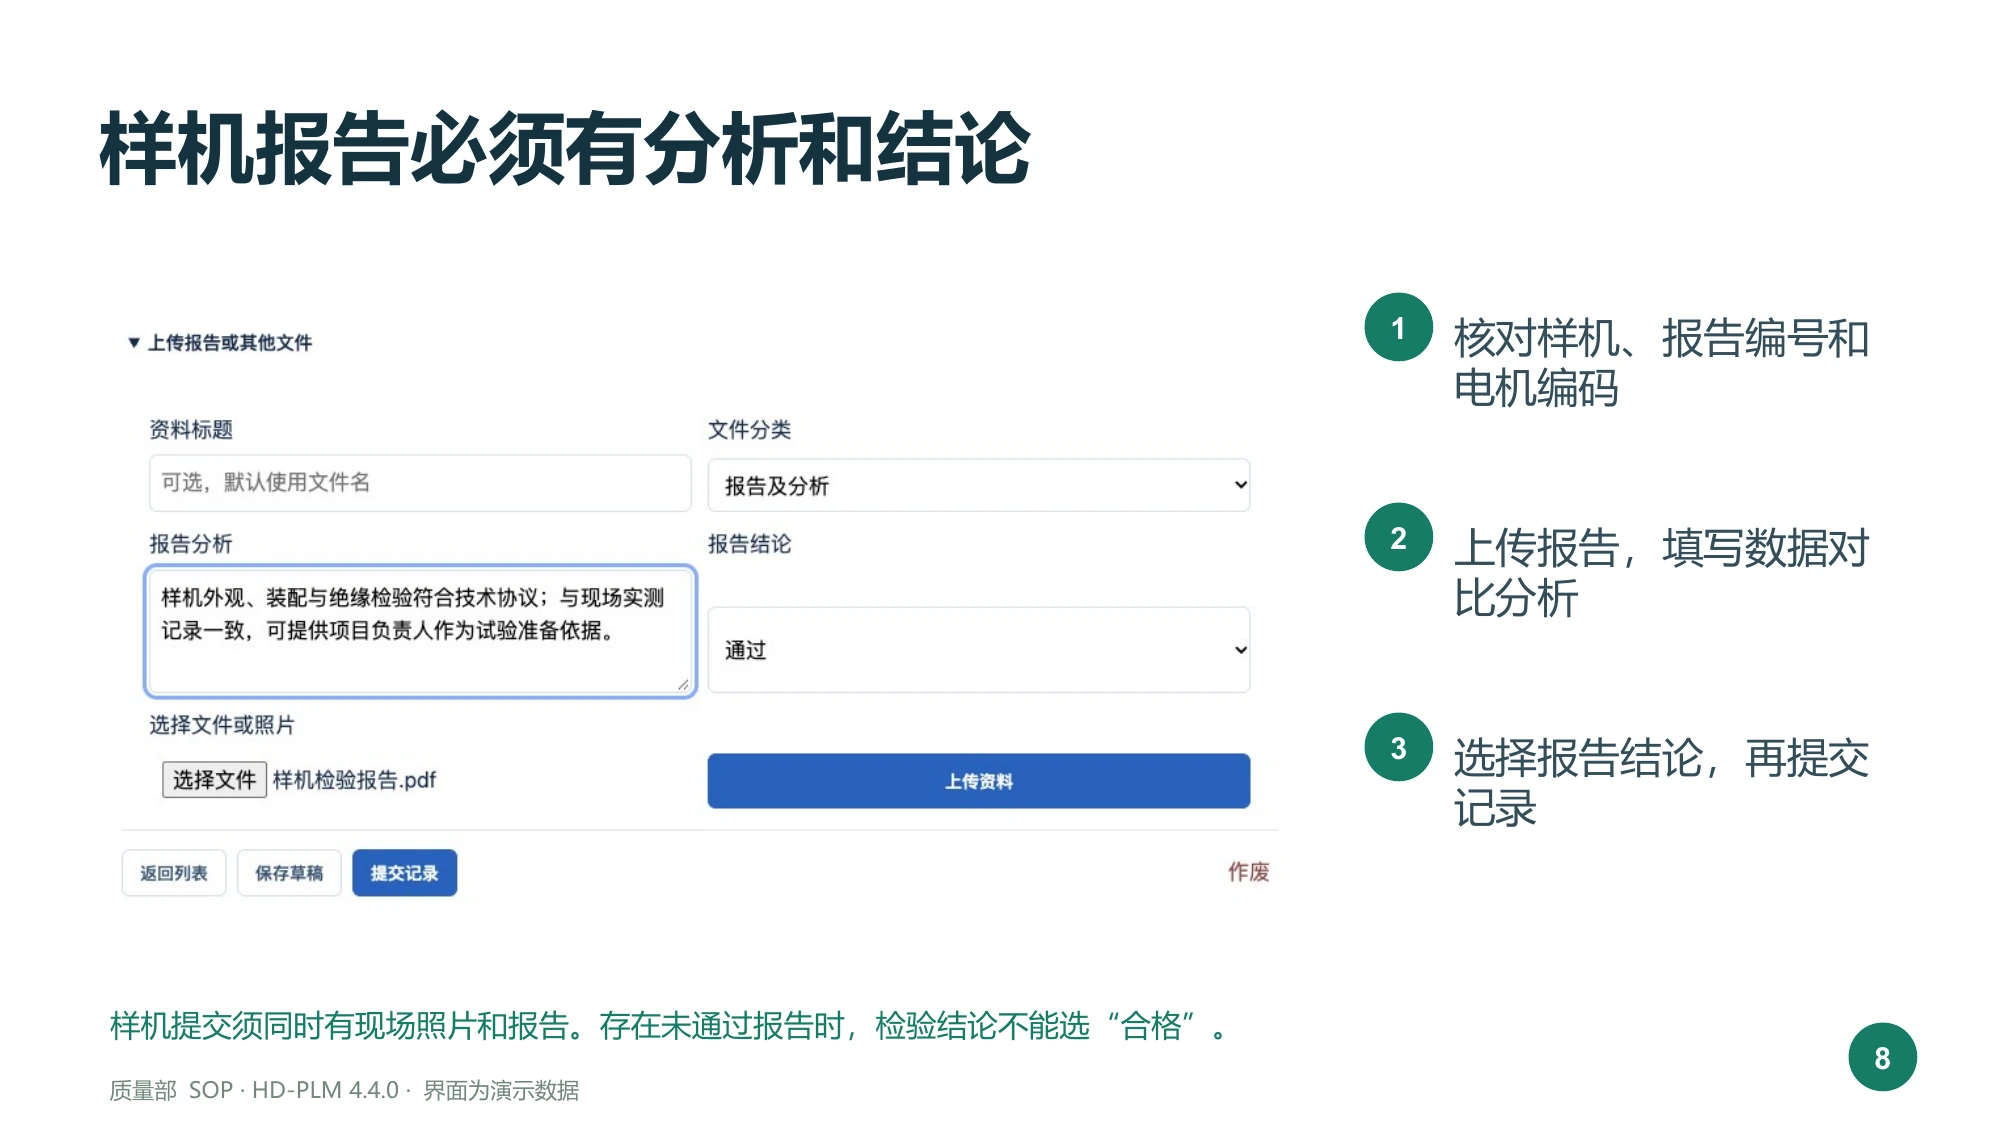 样机报告必须有分析和结论
▼ 上传报告或其他文件
资料标题
文件分类
可选，默认使用文件名
报告及分析
报告分析
报告结论
样机外观、装配与绝缘检验符合技术协议；与现场实测
记录一致，可提供项目负责人作为试验准备依据。
通过
选择文件或照片
选择文件 样机检验报告.pdf
上传资料
返回列表
保存草稿
提交记录
作废
1
核对样机、报告编号和
电机编码
2
上传报告，填写数据对
比分析
3
选择报告结论，再提交
记录
样机提交须同时有现场照片和报告。存在未通过报告时，检验结论不能选“合格”。
质量部 SOP · HD-PLM 4.4.0 · 界面为演示数据
8